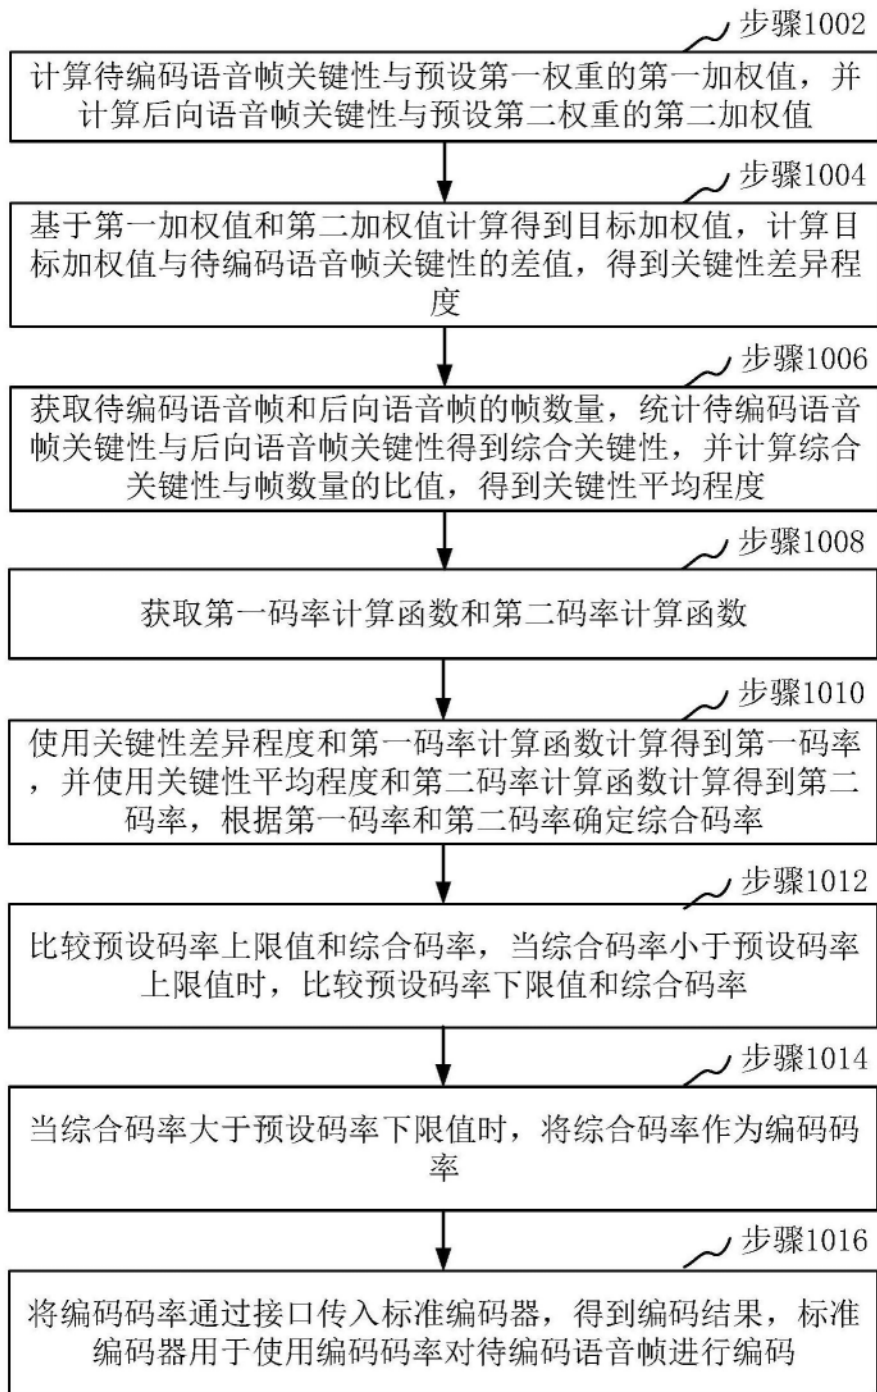 步骤1002
计算待编码语音帧关键性与预设第一权重的第一加权值，并
计算后向语音帧关键性与预设第二权重的第二加权值
步骤1004
基于第一加权值和第二加权值计算得到目标加权值，计算目
标加权值与待编码语音帧关键性的差值，得到关键性差异程
度
步骤1006
获取待编码语音帧和后向语音帧的帧数量，统计待编码语音
帧关键性与后向语音帧关键性得到综合关键性，并计算综合
关键性与帧数量的比值，得到关键性平均程度
步骤1008
获取第一码率计算函数和第二码率计算函数
步骤1010
使用关键性差异程度和第一码率计算函数计算得到第一码率
，并使用关键性平均程度和第二码率计算函数计算得到第二
码率，根据第一码率和第二码率确定综合码率
步骤1012
比较预设码率上限值和综合码率，当综合码率小于预设码率
上限值时，比较预设码率下限值和综合码率
步骤1014
当综合码率大于预设码率下限值时，将综合码率作为编码码
率
步骤1016
将编码码率通过接口传入标准编码器，得到编码结果，标准
编码器用于使用编码码率对待编码语音帧进行编码